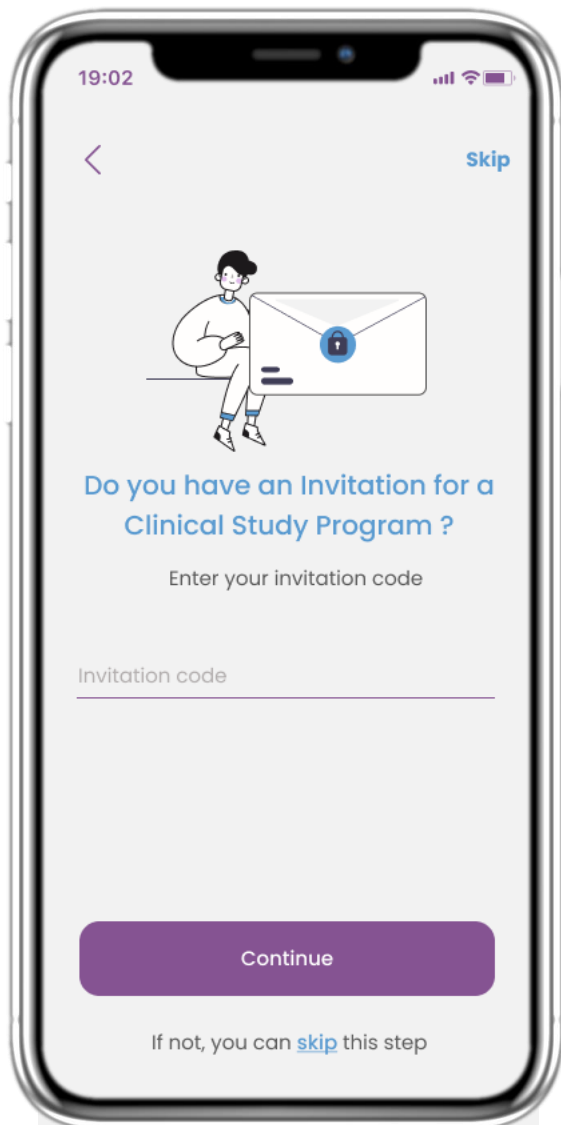 19:02
Skip
Do you have an Invitation for a
Clinical Study Program ?
Enter your invitation code
Invitation code
Continue
If not, you can skip this step